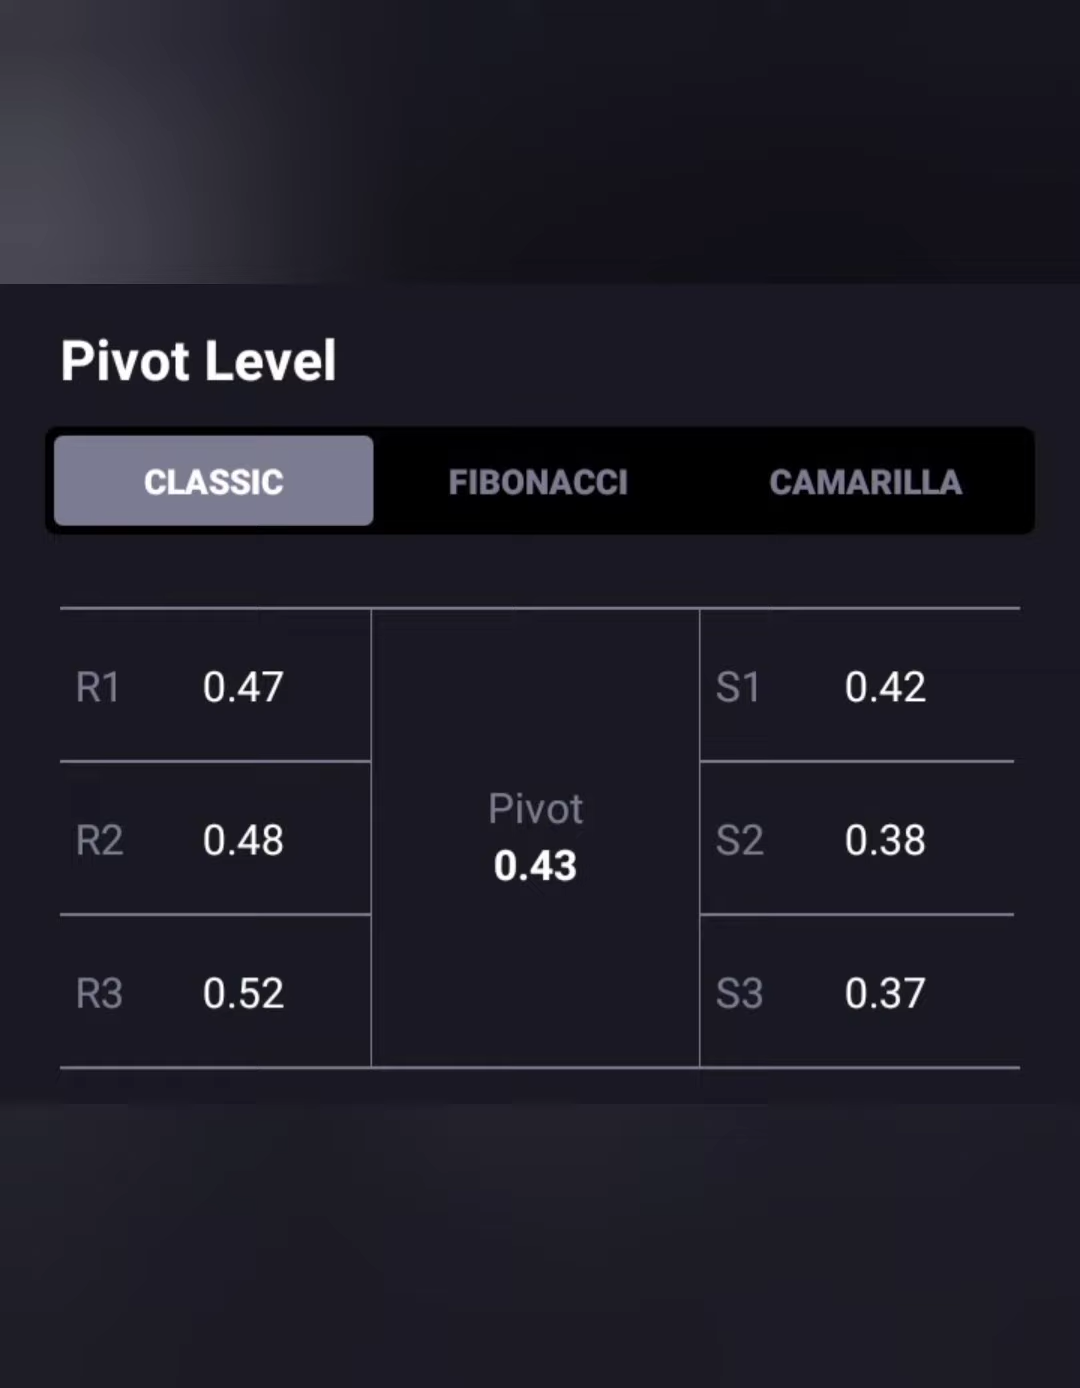 Pivot Level
CLASSIC FIBONACCI CAMARILLA
R1 0.47 S1 0.42
R2 0.48 Pivot 0.43 S2 0.38
R3 0.52 S3 0.37